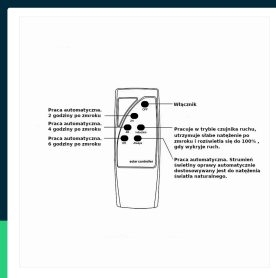 Włącznik
Praca automatyczna.
2 godziny po zmroku
Praca automatyczna.
4 godziny po zmroku
Praca automatyczna.
6 godziny po zmroku
Pracuje w trybie czujnika ruchu,
utrzymuje słabe natężenie po
zmroku i rozświetla się do 100% ,
gdy wykryje ruch.
Praca automatyczna. Strumień
świetlny oprawy automatycznie
dostosowywany jest do natężenia
światła naturalnego.
OFF
solar controller